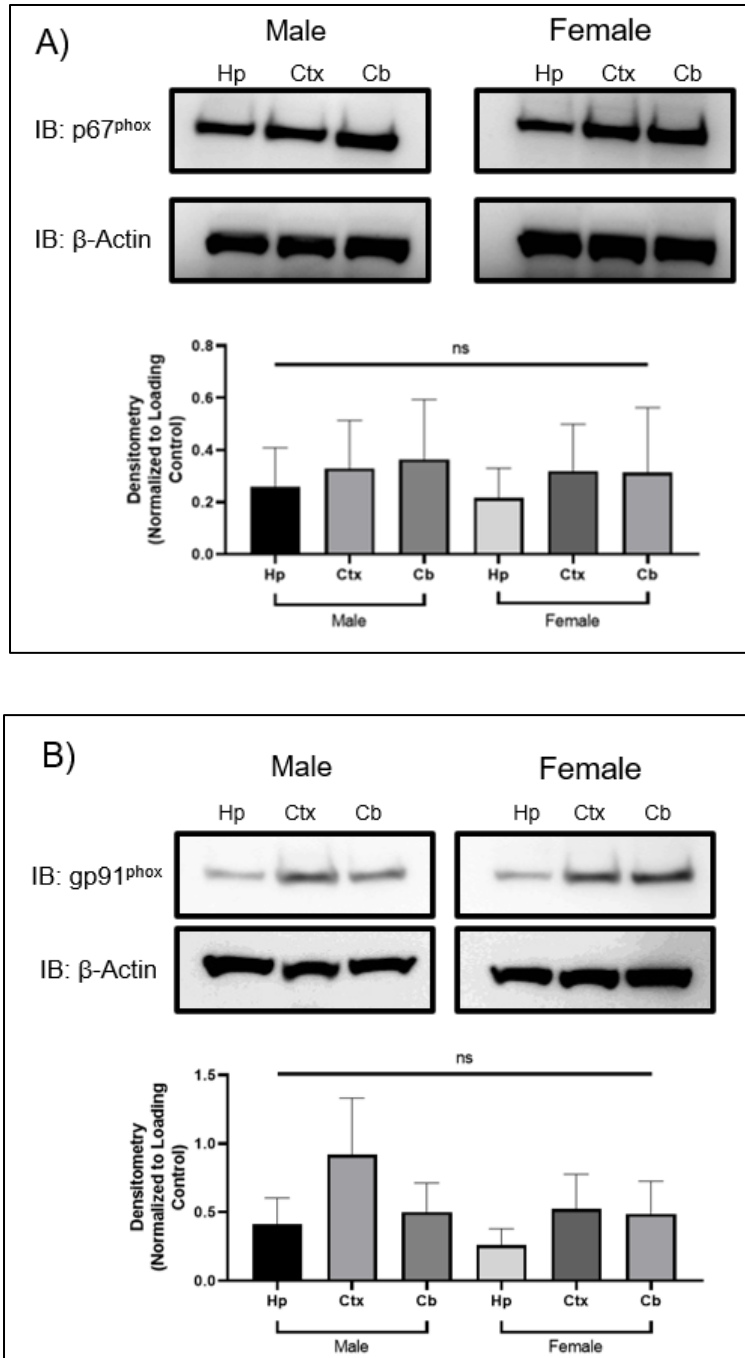 A)
Male Female
Hp Ctx Cb Hp Ctx Cb
IB: p67phox
IB: β-Actin
ns
Densitometry
(Normalized to Loading
Control)
0.8
0.6
0.4
0.2
0.0
Hp Ctx Cb Hp Ctx Cb
Male Female
B)
Male Female
Hp Ctx Cb Hp Ctx Cb
IB: gp91phox
IB: β-Actin
ns
Densitometry
(Normalized to Loading
Control)
1.5
1.0
0.5
0.0
Hp Ctx Cb Hp Ctx Cb
Male Female